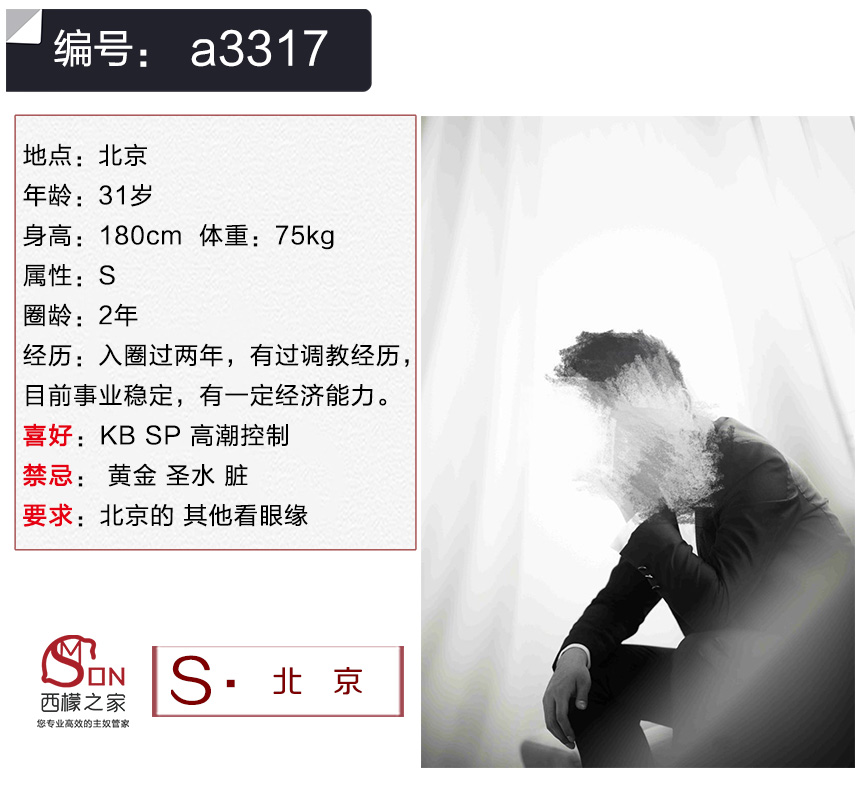 编号： a3317
地点：北京
年龄：31岁
身高：180cm 体重：75kg
属性：S
圈龄：2年
经历：入圈过两年，有过调教经历，
目前事业稳定，有一定经济能力。
喜好：KB SP 高潮控制
禁忌： 黄金 圣水 脏
要求：北京的 其他看眼缘
SMON
西檬之家
您专业高效的主奴管家
S·北京